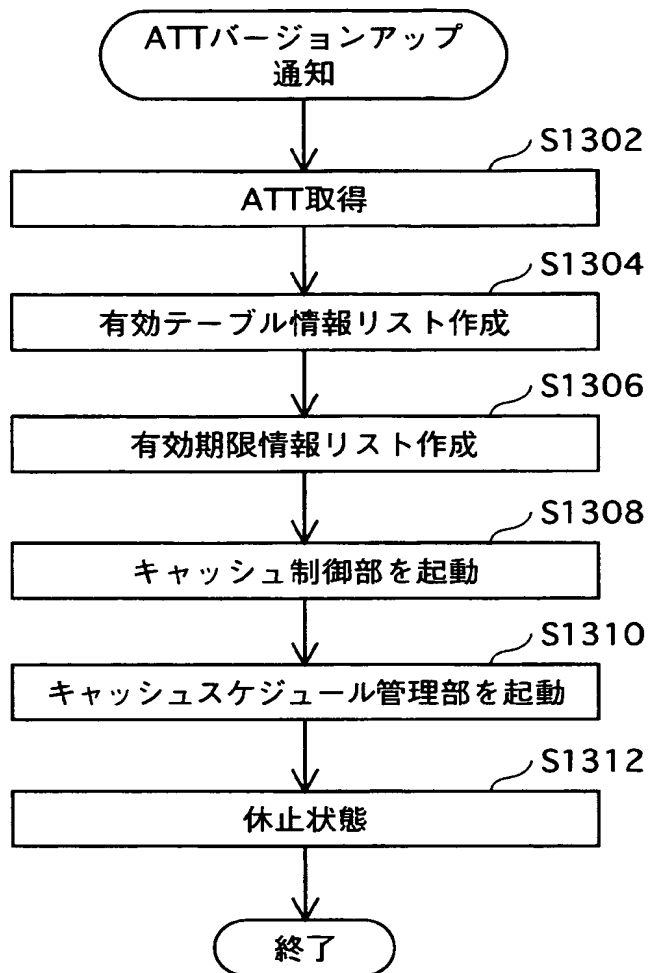 ATTバージョンアップ
通知
S1302
ATT取得
S1304
有効テーブル情報リスト作成
S1306
有効期限情報リスト作成
S1308
キャッシュ制御部を起動
S1310
キャッシュスケジュール管理部を起動
S1312
休止状態
終了